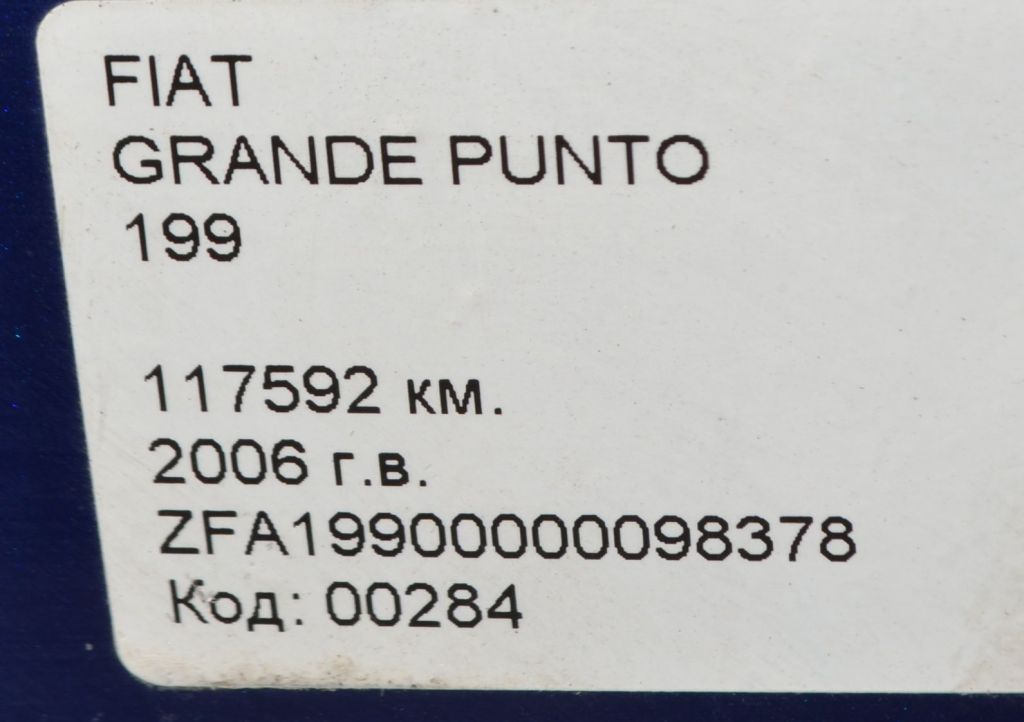 FIAT
GRANDE PUNTO
199
117592 км.
2006 г.в.
ZFA19900000098378
Код: 00284